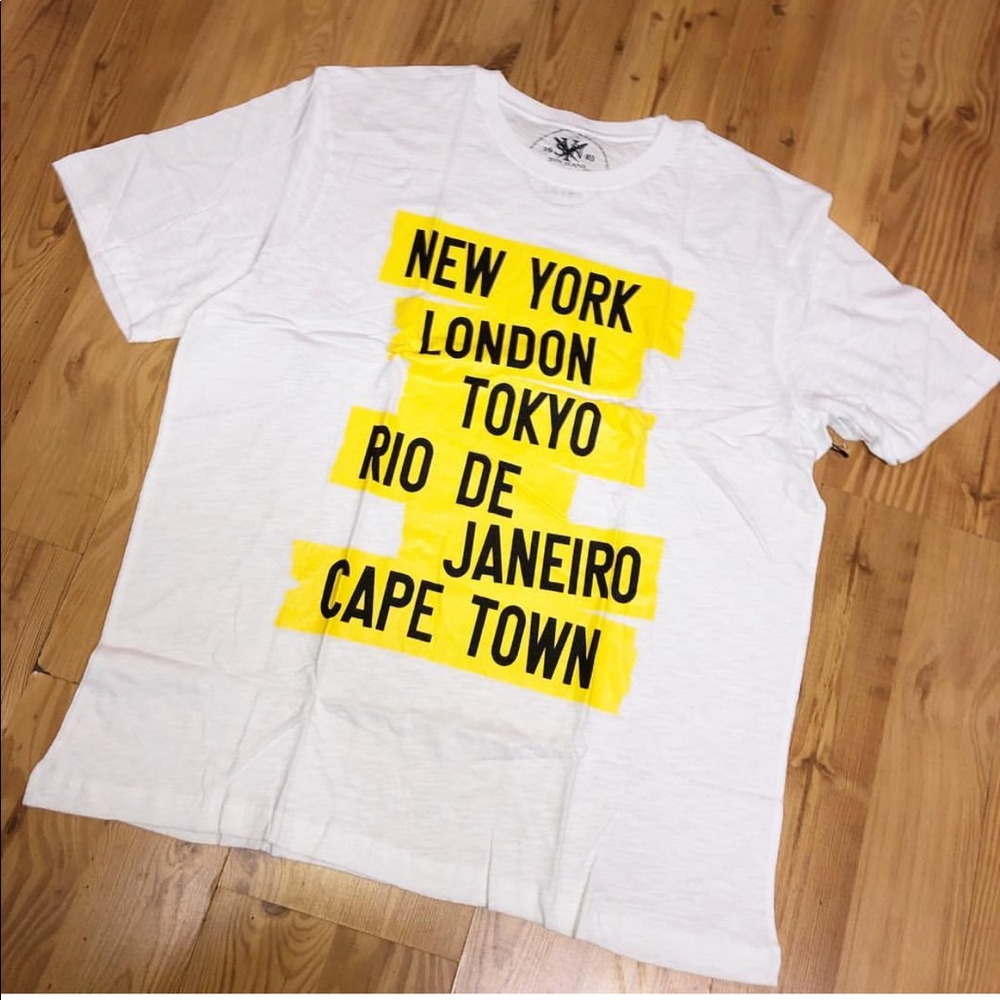 NEW YORK
LONDON
TOKYO
RIO DE
JANEIRO
CAPE TOWN